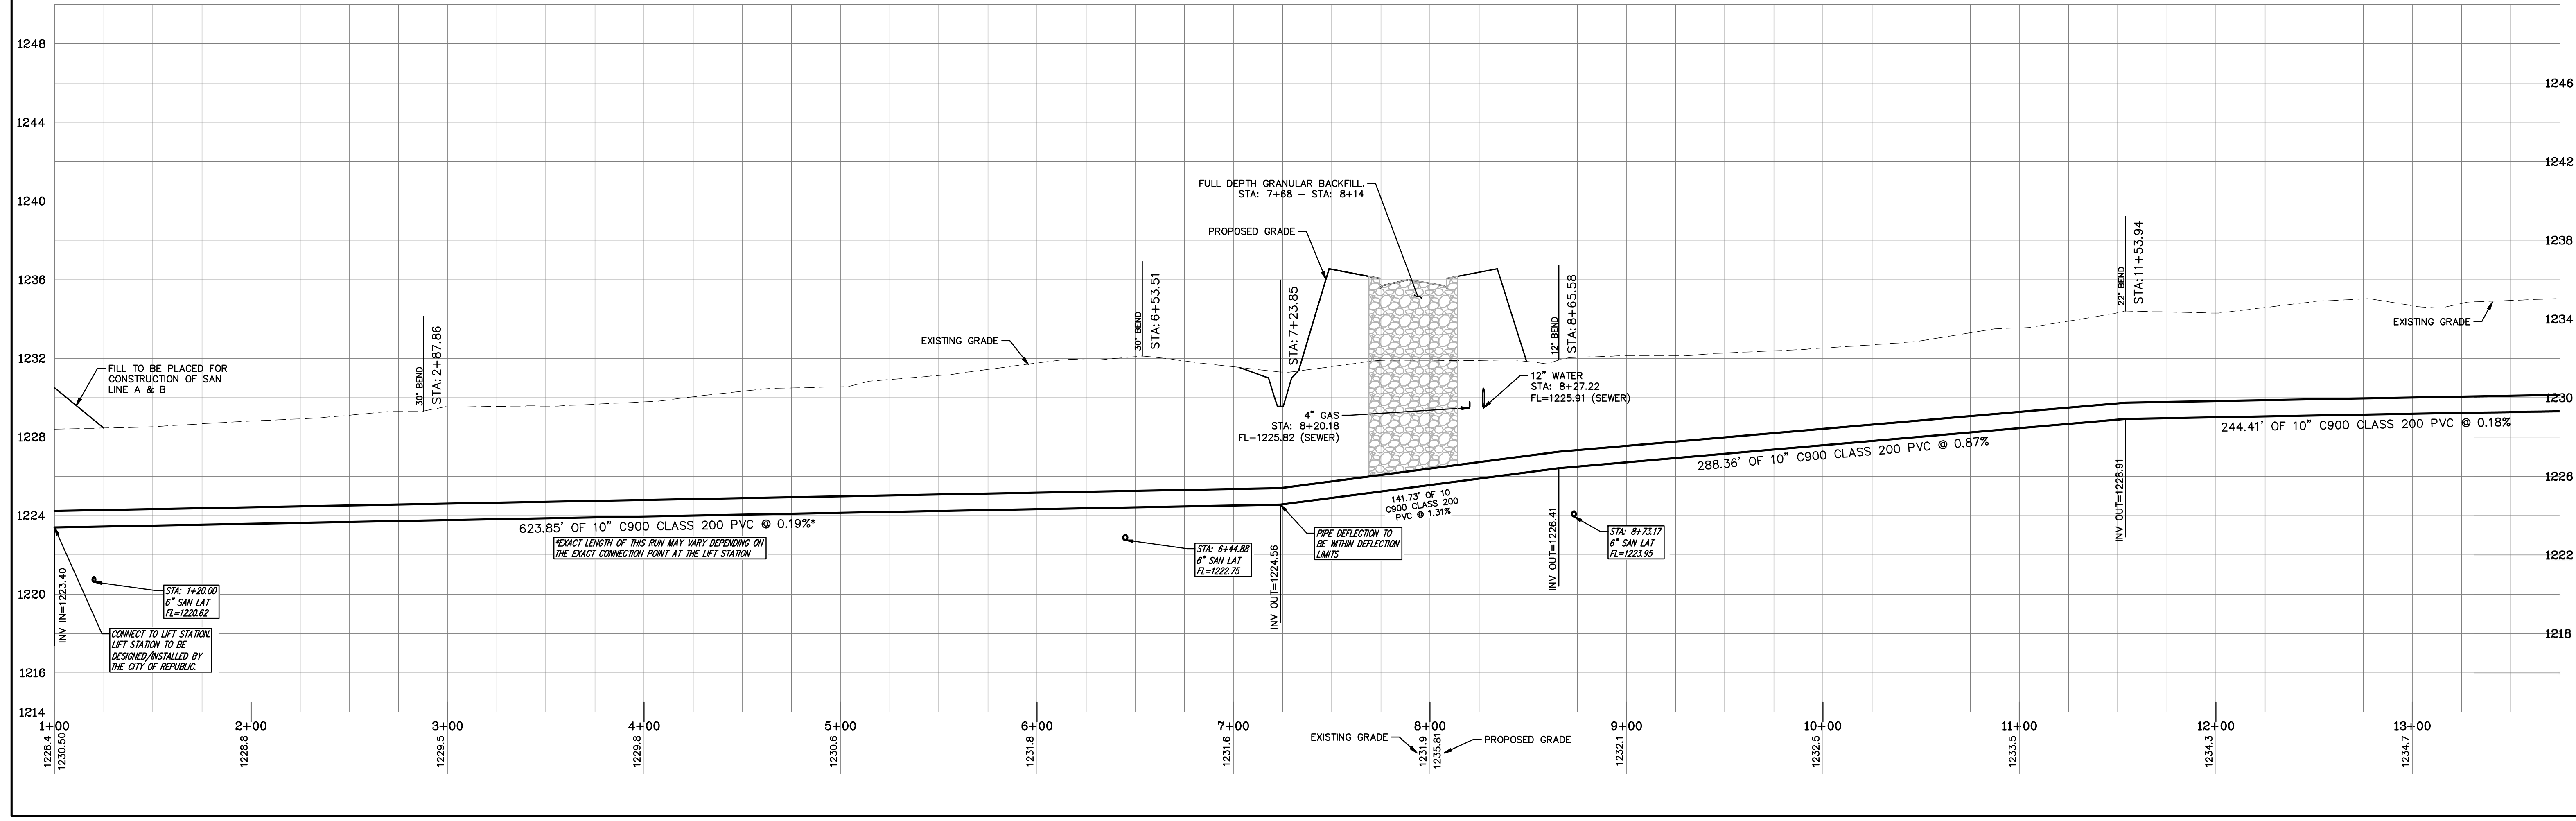 1248
1246
1244
1242
1240
FULL DEPTH GRANULAR BACKFILL.
STA: 7+68 – STA: 8+14
PROPOSED GRADE
1238
1238
1236
1234
1232
1230
1228
1226
1224
1222
1220
1218
1216
1214
FILL TO BE PLACED FOR
CONSTRUCTION OF SAN
LINE A & B
30° BEND
STA: 2+87.86
EXISTING GRADE
30° BEND
STA: 6+53.51
STA: 7+23.85
12° BEND
STA: 8+65.58
22° BEND
STA: 11+53.94
EXISTING GRADE
12" WATER
STA: 8+27.22
FL=1225.91 (SEWER)
4" GAS
STA: 8+20.18
FL=1225.82 (SEWER)
623.85' OF 10" C900 CLASS 200 PVC @ 0.19%*
*EXACT LENGTH OF THIS RUN MAY VARY DEPENDING ON
THE EXACT CONNECTION POINT AT THE LIFT STATION
141.73' OF 10
C900 CLASS 200
PVC @ 1.31%
288.36' OF 10" C900 CLASS 200 PVC @ 0.87%
244.41' OF 10" C900 CLASS 200 PVC @ 0.18%
INV IN=1223.40
STA: 1+20.00
6" SAN LAT
FL=1220.62
CONNECT TO LIFT STATION.
LIFT STATION TO BE
DESIGNED/INSTALLED BY
THE CITY OF REPUBLIC.
STA: 6+44.88
6" SAN LAT
FL=1222.75
INV OUT=1224.56
PIPE DEFLECTION TO
BE WITHIN DEFLECTION
LIMITS
INV OUT=1226.41
STA: 8+73.17
6" SAN LAT
FL=1223.95
INV OUT=1228.91
1+00
2+00
3+00
4+00
5+00
6+00
7+00
8+00
9+00
10+00
11+00
12+00
13+00
1228.4
1230.50
1228.8
1229.5
1229.8
1230.6
1231.8
1231.6
EXISTING GRADE
1231.9
1235.81
PROPOSED GRADE
1232.1
1232.5
1233.5
1234.3
1234.7